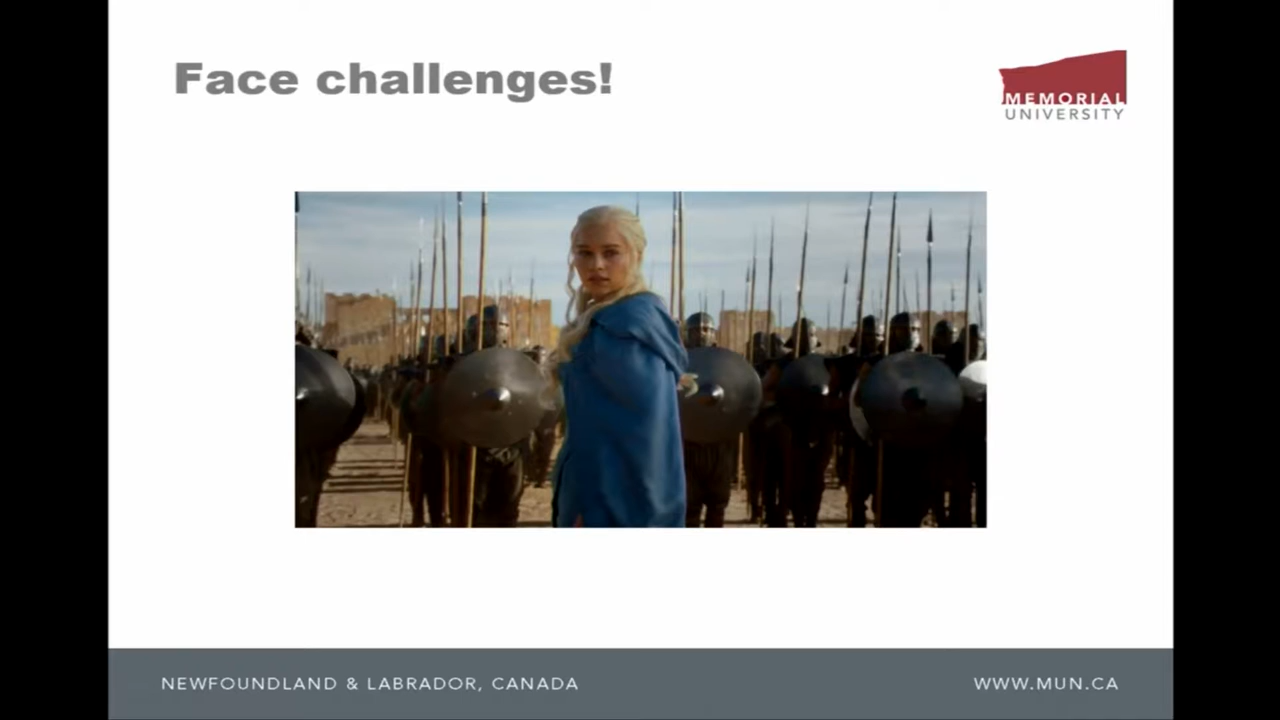 Face challenges!
MEMORIAL
UNIVERSITY
NEWFOUNDLAND & LABRADOR, CANADA
WWW.MUN.CA